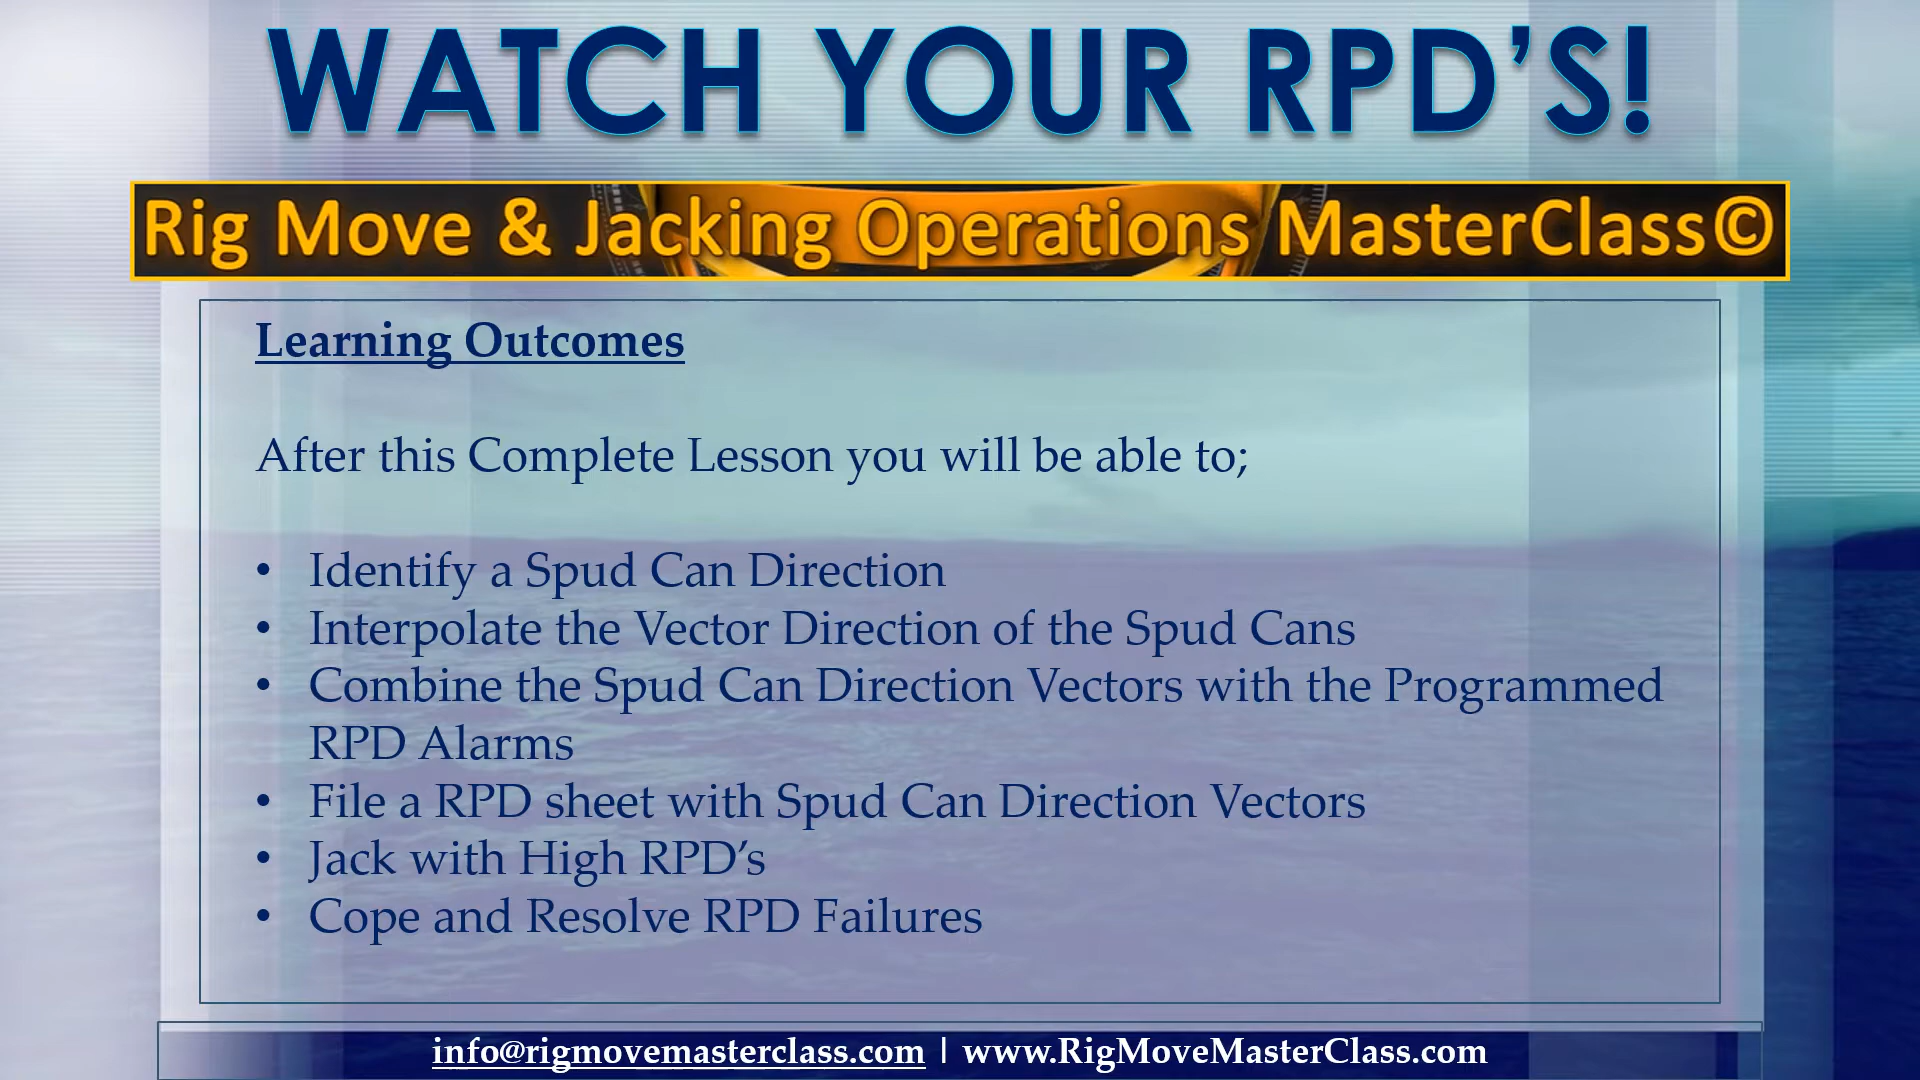 WATCH YOUR RPD’S!
Rig Move & Jacking Operations MasterClass©
Learning Outcomes
After this Complete Lesson you will be able to;
• Identify a Spud Can Direction
• Interpolate the Vector Direction of the Spud Cans
• Combine the Spud Can Direction Vectors with the Programmed
RPD Alarms
• File a RPD sheet with Spud Can Direction Vectors
• Jack with High RPD’s
• Cope and Resolve RPD Failures
info@rigmovemasterclass.com | www.RigMoveMasterClass.com